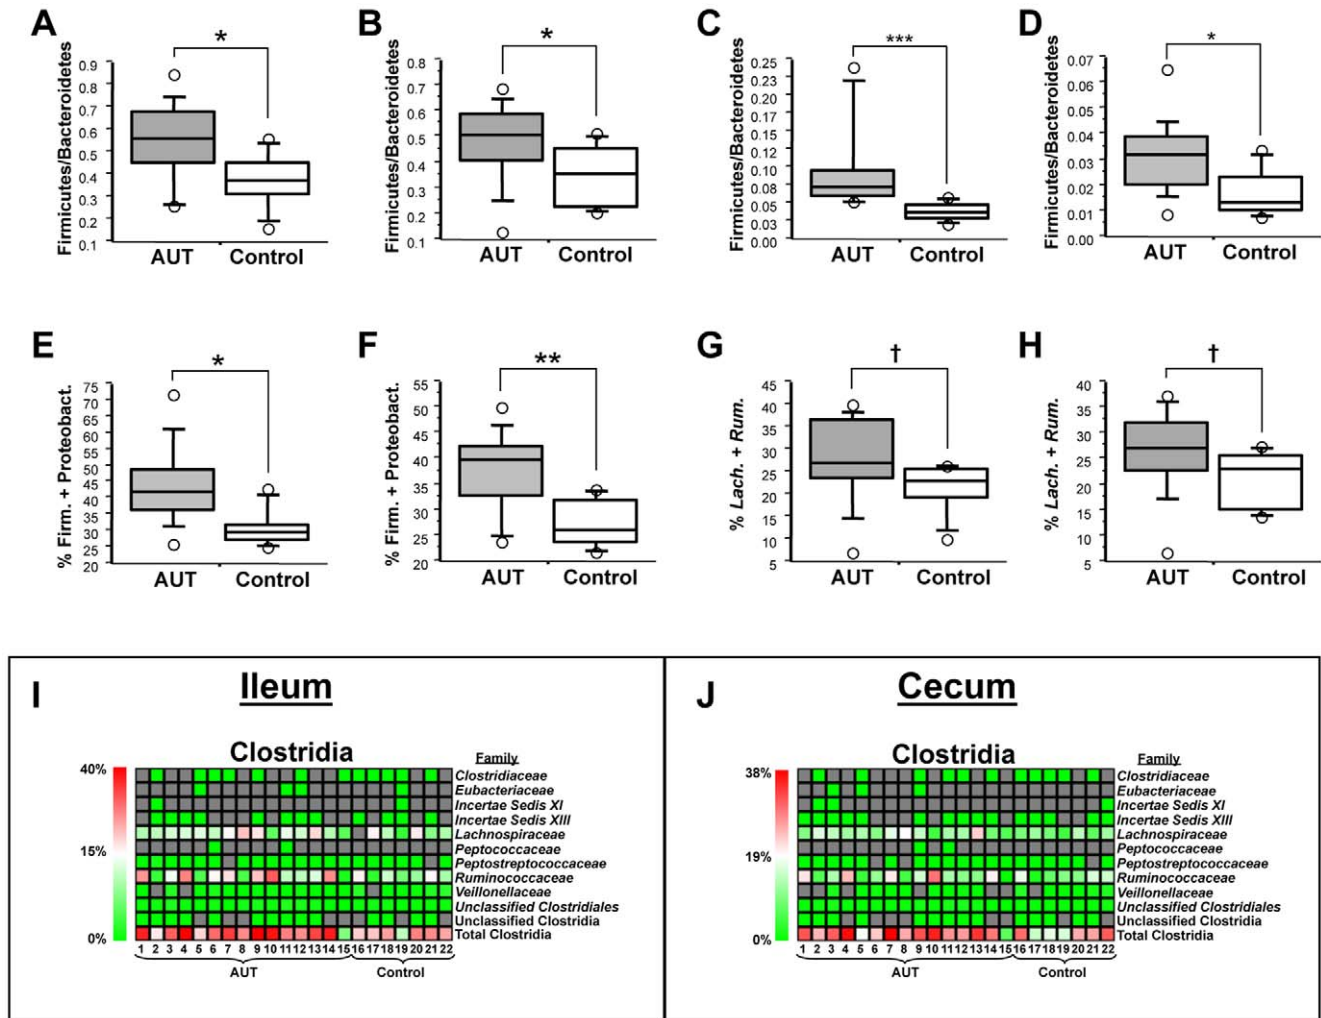 A
B
C
D
*
*
***
*
Firmicutes/Bacteroidetes
0.9
0.8
0.7
0.6
0.5
0.4
0.3
0.2
0.1
AUT Control
Firmicutes/Bacteroidetes
0.8
0.7
0.6
0.5
0.4
0.3
0.2
0.1
AUT Control
Firmicutes/Bacteroidetes
0.25
0.22
0.20
0.17
0.15
0.12
0.10
0.08
0.05
0.03
0.00
AUT Control
Firmicutes/Bacteroidetes
0.07
0.06
0.05
0.04
0.03
0.02
0.01
0.00
AUT Control
E
F
G
H
*
**
†
†
% Firm. + Proteobact.
75
70
65
60
55
50
45
40
35
30
25
20
AUT Control
% Firm. + Proteobact.
55
50
45
40
35
30
25
20
AUT Control
% Lach. + Rum.
45
40
35
30
25
20
15
10
5
AUT Control
% Lach. + Rum.
40
35
30
25
20
15
10
5
AUT Control
I
Ileum
Clostridia
Family
40%
15%
0%
Clostridiaceae
Eubacteriaceae
Incertae Sedis XI
Incertae Sedis XIII
Lachnospiraceae
Peptococcaceae
Peptostreptococcaceae
Ruminococcaceae
Veillonellaceae
Unclassified Clostridiales
Unclassified Clostridia
Total Clostridia
1 2 3 4 5 6 7 8 9 10 11 12 13 14 15 16 17 18 19 20 21 22
AUT Control
J
Cecum
Clostridia
Family
38%
19%
0%
Clostridiaceae
Eubacteriaceae
Incertae Sedis XI
Incertae Sedis XIII
Lachnospiraceae
Peptococcaceae
Peptostreptococcaceae
Ruminococcaceae
Veillonellaceae
Unclassified Clostridiales
Unclassified Clostridia
Total Clostridia
1 2 3 4 5 6 7 8 9 10 11 12 13 14 15 16 17 18 19 20 21 22
AUT Control